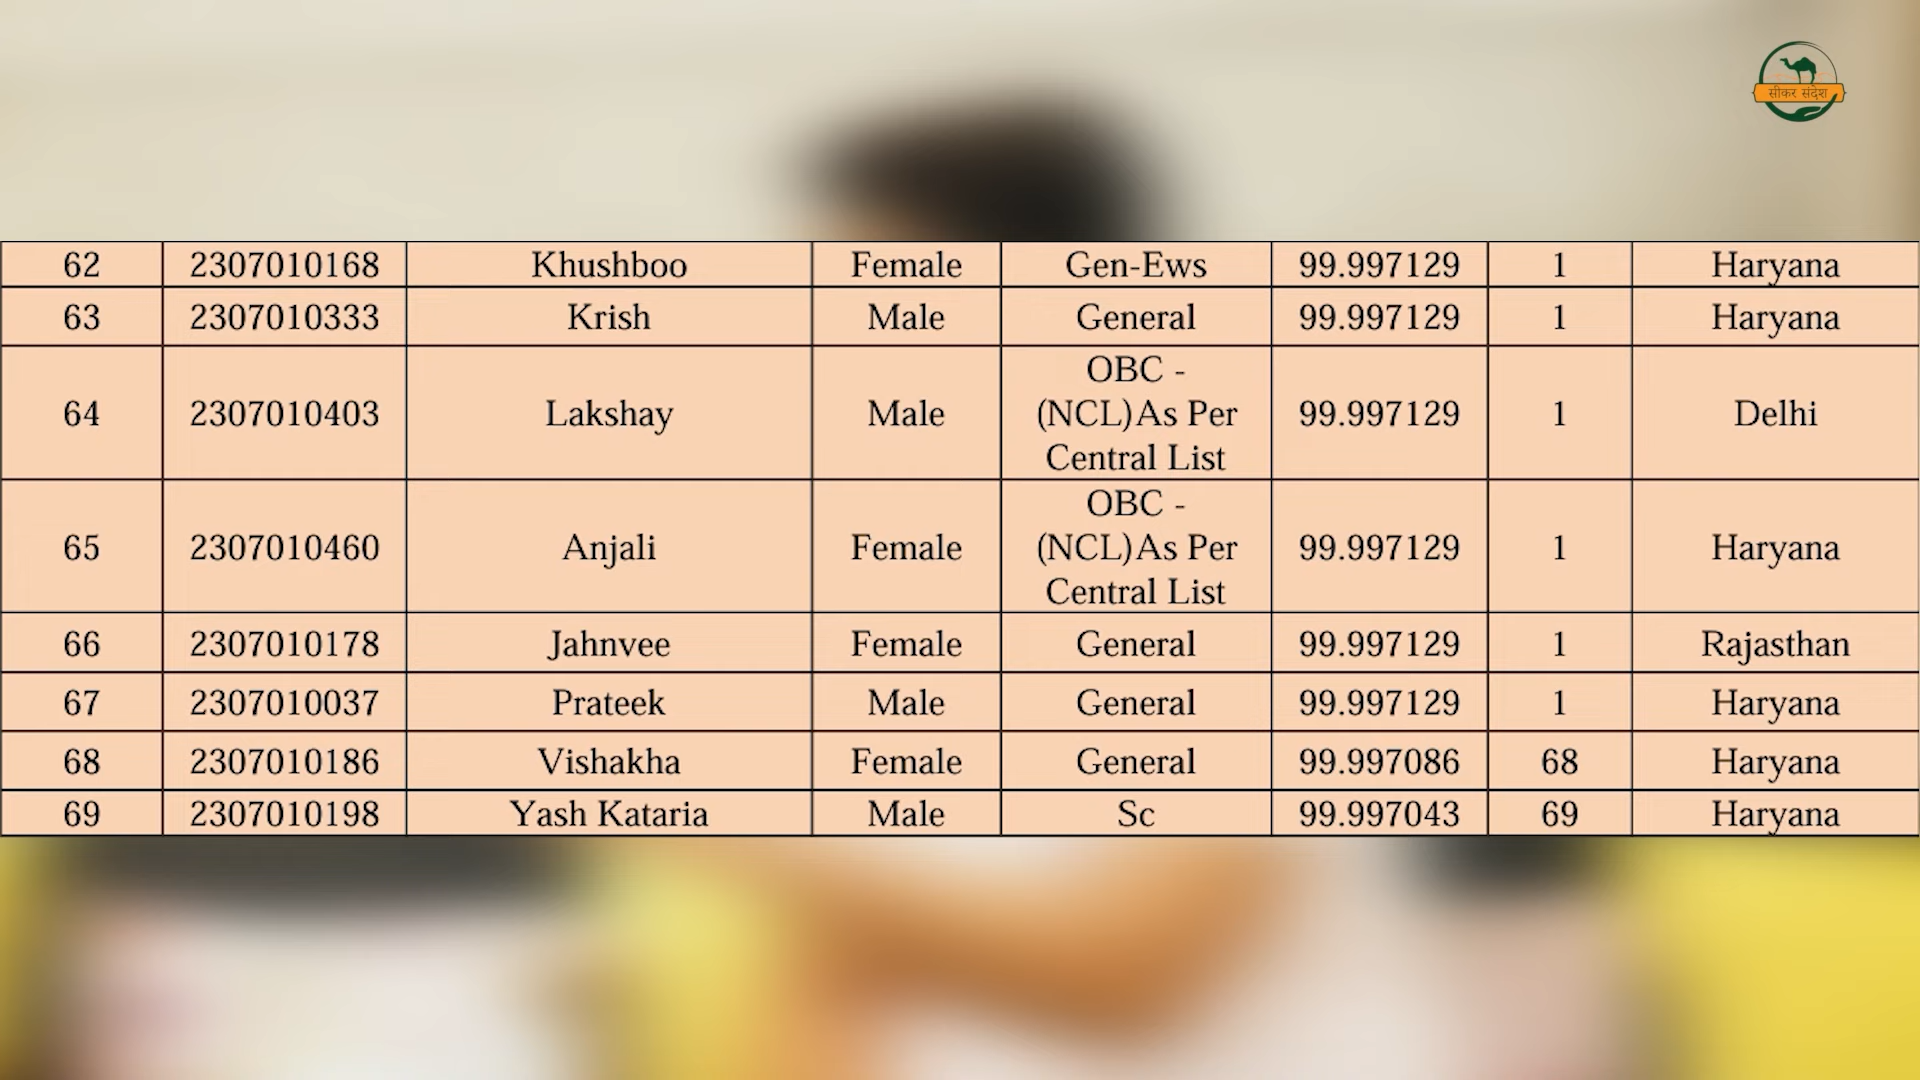 सीकर संदेश
62 2307010168 Khushboo Female Gen-Ews 99.997129 1 Haryana
63 2307010333 Krish Male General 99.997129 1 Haryana
OBC -
64 2307010403 Lakshay Male (NCL)As Per 99.997129 1 Delhi
Central List
OBC -
65 2307010460 Anjali Female (NCL)As Per 99.997129 1 Haryana
Central List
66 2307010178 Jahnvee Female General 99.997129 1 Rajasthan
67 2307010037 Prateek Male General 99.997129 1 Haryana
68 2307010186 Vishakha Female General 99.997086 68 Haryana
69 2307010198 Yash Kataria Male Sc 99.997043 69 Haryana